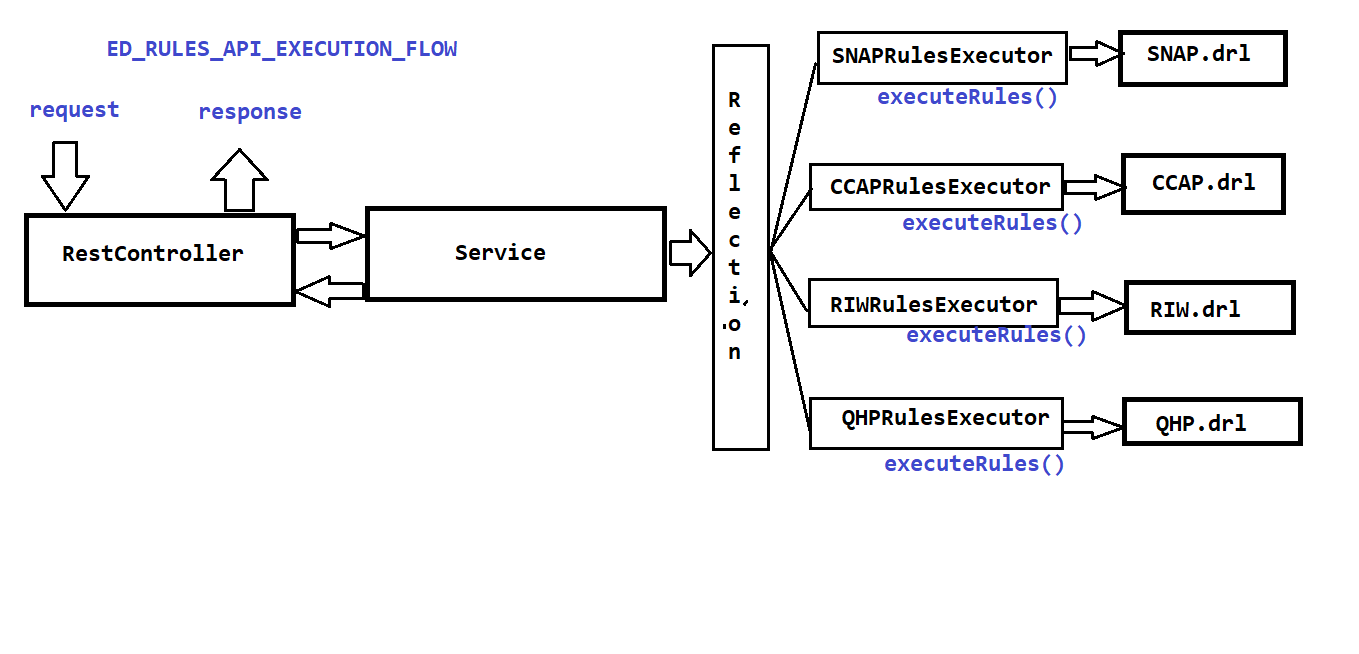 ED_RULES_API_EXECUTION_FLOW
request
response
RestController
Service
Reflection
SNAPRulesExecutor
executeRules()
SNAP.drl
CCAPRulesExecutor
executeRules()
CCAP.drl
RIWRulesExecutor
executeRules()
RIW.drl
QHPRulesExecutor
executeRules()
QHP.drl